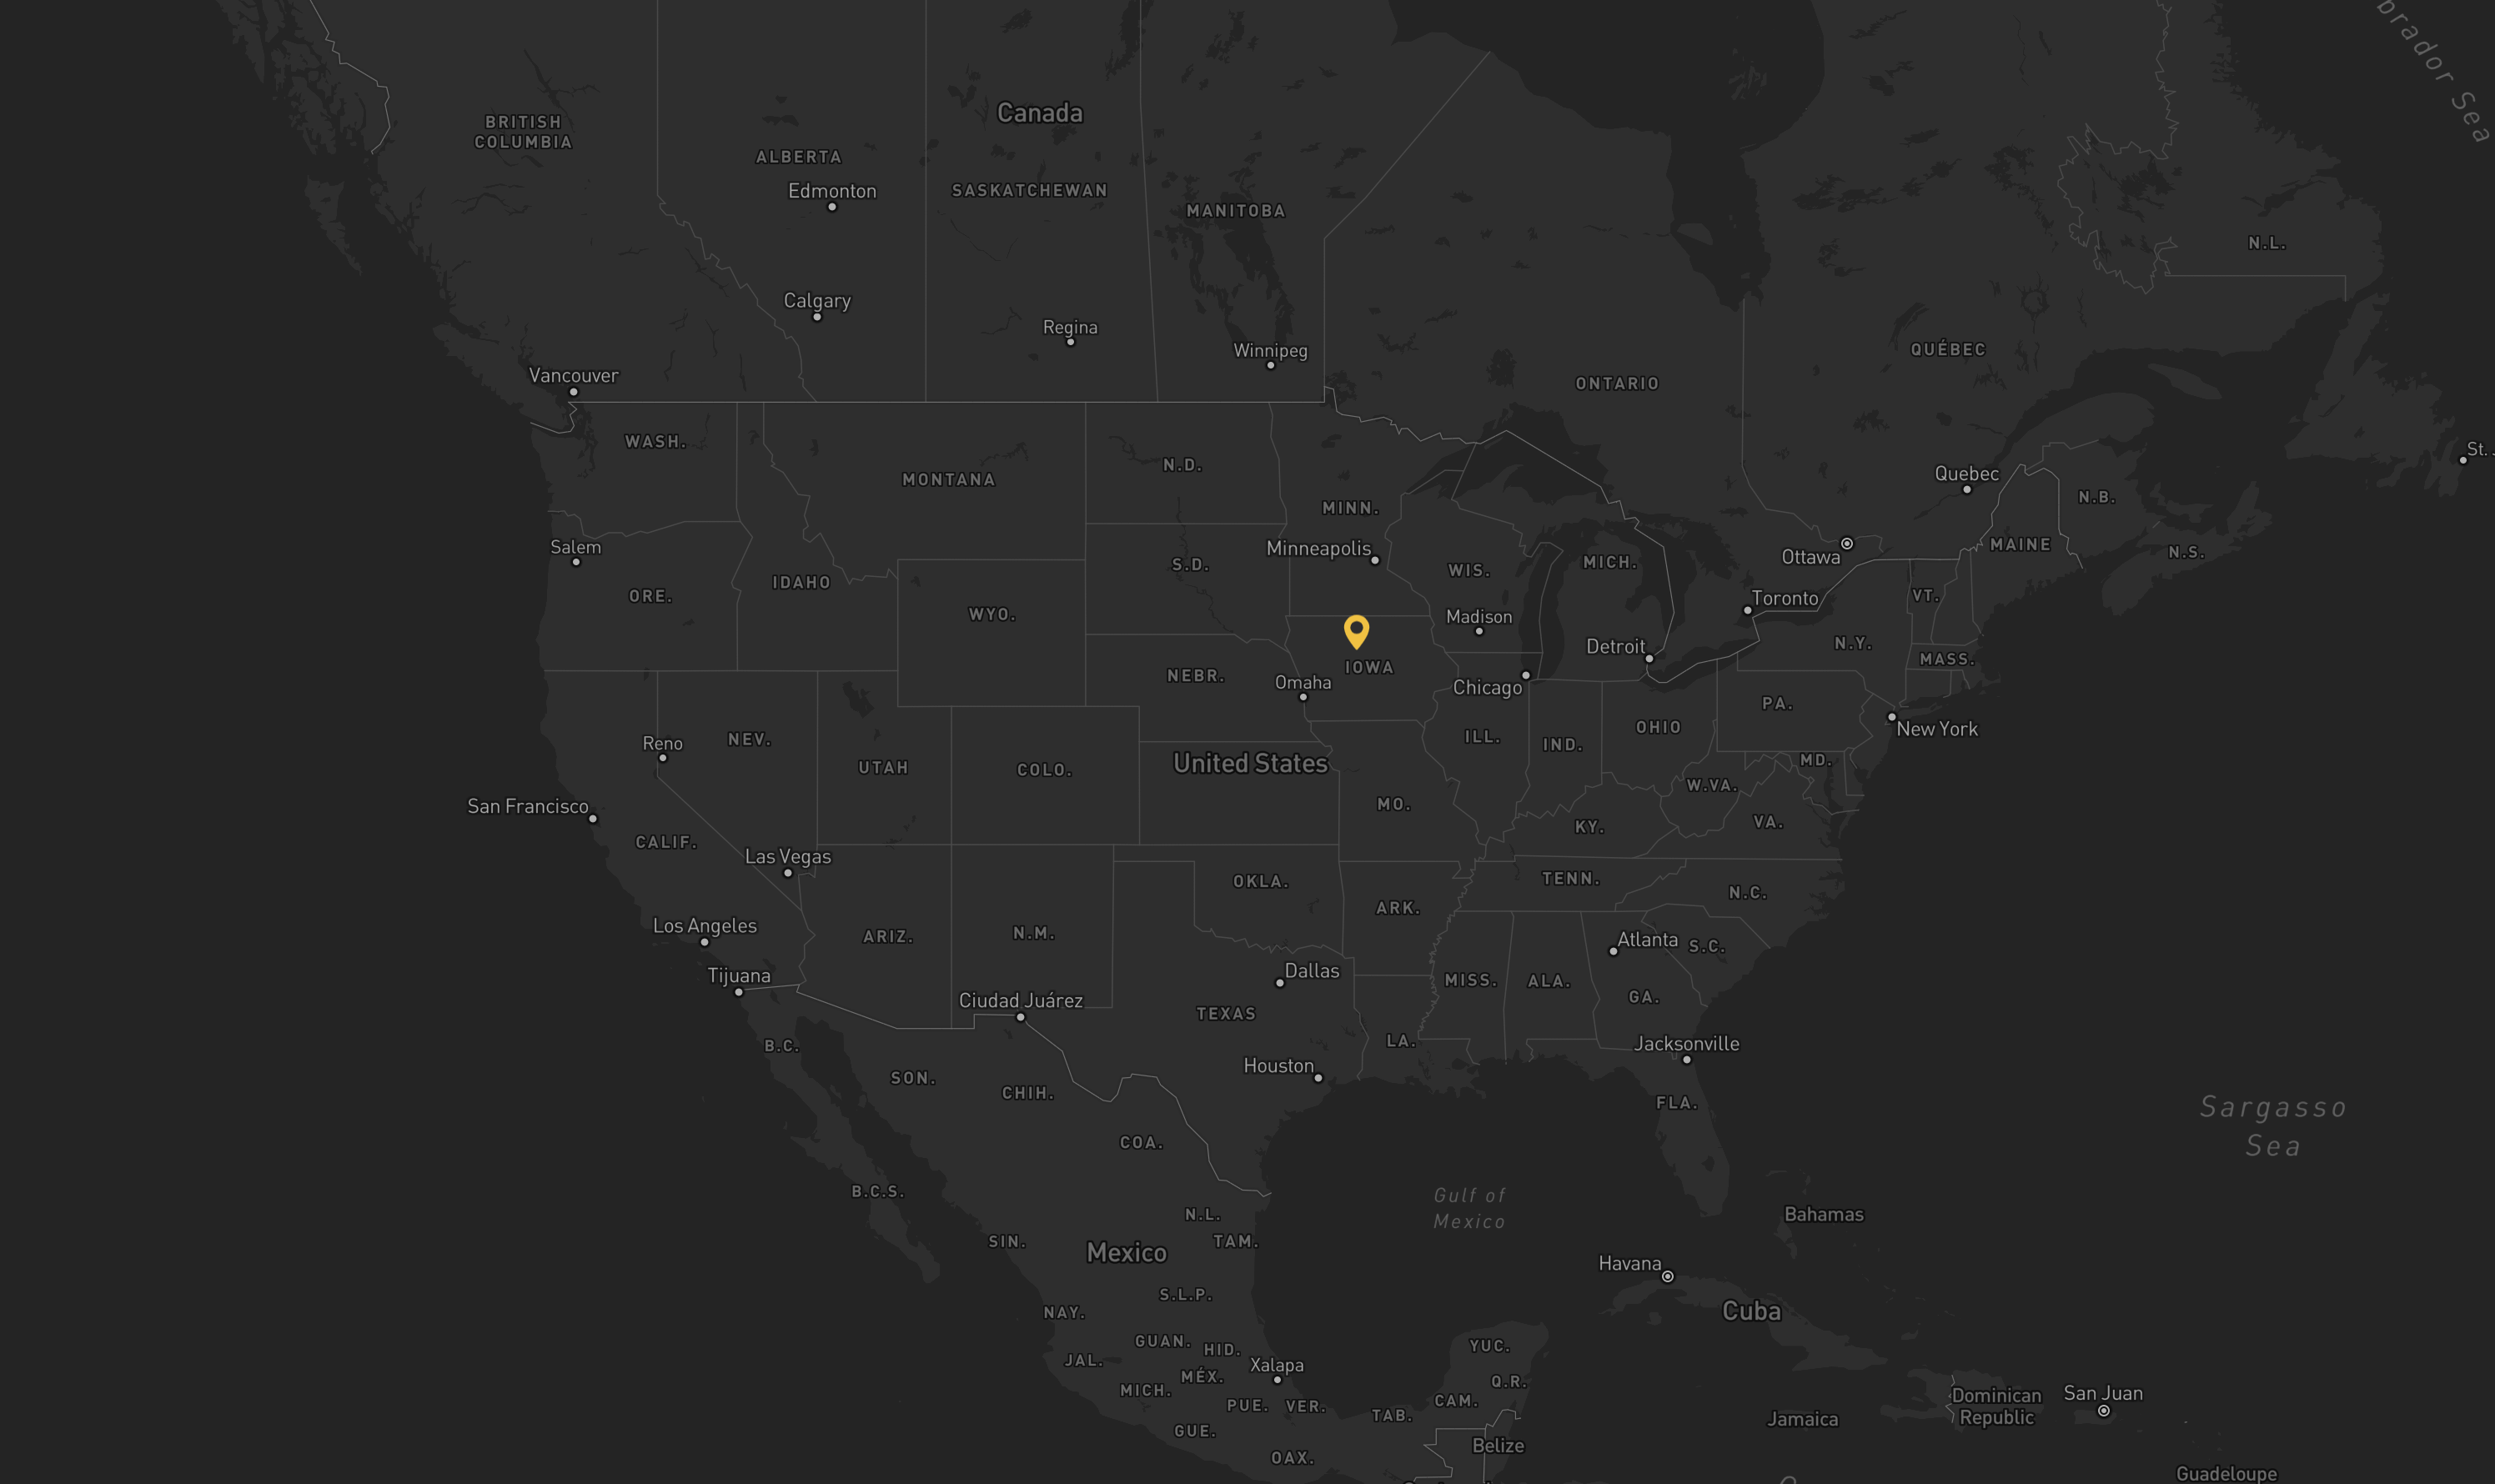 brador Sea
Canada
BRITISH
COLUMBIA
ALBERTA
Edmonton
SASKATCHEWAN
MANITOBA
N.L.
Calgary
Regina
Winnipeg
QUÉBEC
Vancouver
ONTARIO
WASH.
St.
N.D.
MONTANA
Quebec
N.B.
MINN.
Salem
Minneapolis
Ottawa
MAINE
N.S.
S.D.
WIS.
MICH.
IDAHO
ORE.
VT.
Toronto
WYO.
Madison
Detroit
N.Y.
MASS.
IOWA
NEBR.
Omaha
Chicago
PA.
Reno
NEV.
ILL.
IND.
OHIO
New York
UTAH
COLO.
United States
MD.
W.VA.
San Francisco
MO.
VA.
KY.
CALIF.
Las Vegas
OKLA.
TENN.
N.C.
ARK.
Los Angeles
ARIZ.
N.M.
Atlanta
S.C.
Tijuana
Dallas
MISS.
ALA.
GA.
Ciudad Juárez
TEXAS
B.C.
LA.
Jacksonville
Houston
SON.
CHIH.
FLA.
Sargasso
Sea
COA.
B.C.S.
Gulf of
Mexico
N.L.
Bahamas
SIN.
TAM.
Mexico
Havana
S.L.P.
NAY.
Cuba
GUAN.
HID.
YUC.
JAL.
Xalapa
MÉX.
Q.R.
MICH.
PUE.
VER.
CAM.
TAB.
Dominican
Republic
San Juan
Jamaica
GUE.
Belize
OAX.
Guadeloupe